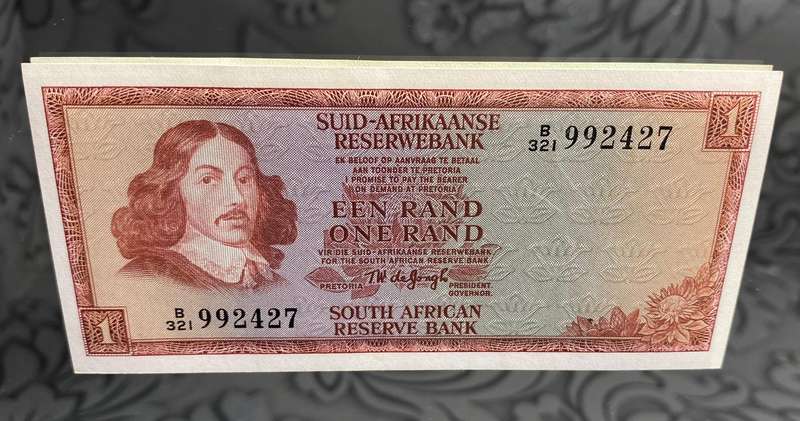 1
SUID-AFRIKAANSE
RESERWEBANK
B
321 992427
EK BELOOF OP AANVRAAG TE BETAAL
AAN TOONDER TE PRETORIA
I PROMISE TO PAY THE BEARER
ON DEMAND AT PRETORIA
EEN RAND
ONE RAND
VIR DIE SUID-AFRIKAANSE RESERWEBANK
FOR THE SOUTH AFRICAN RESERVE BANK
T.W. de Jongh
PRETORIA PRESIDENT.
GOVERNOR.
B
321 992427
SOUTH AFRICAN
RESERVE BANK
1